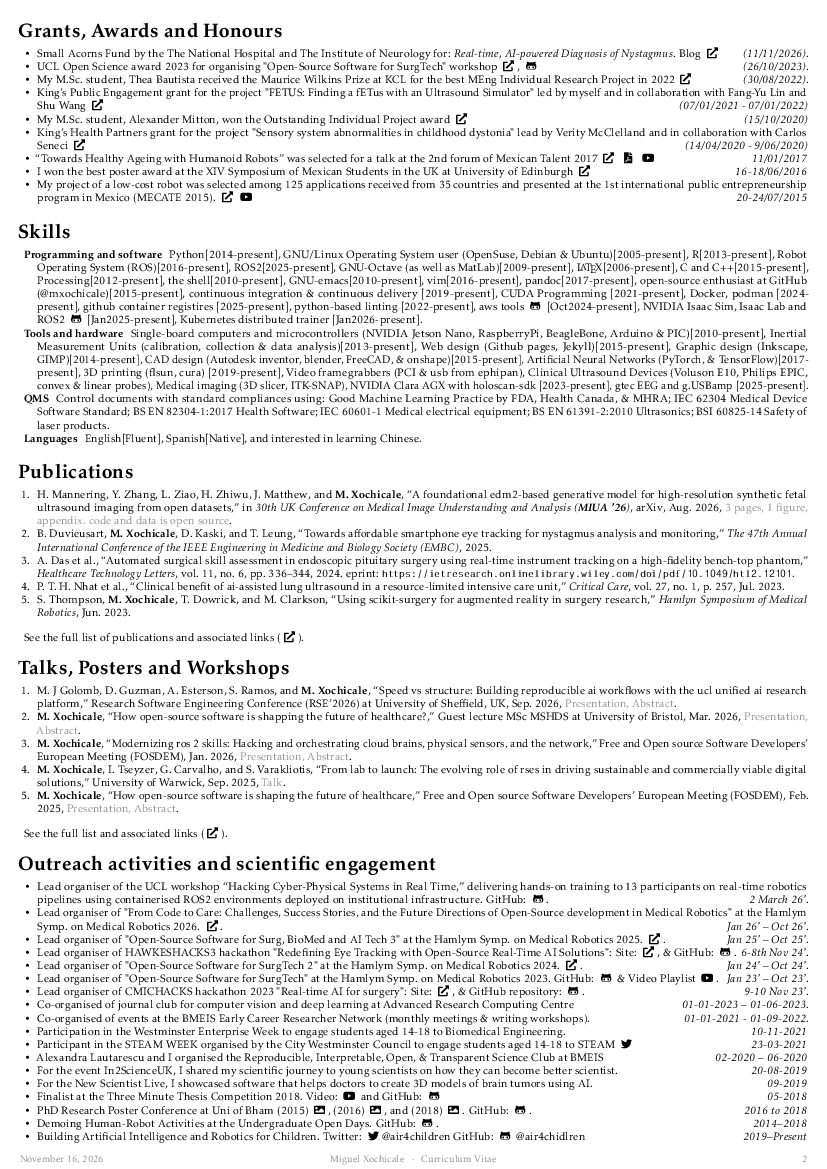 Grants, Awards and Honours
• Small Acorns Fund by the The National Hospital and The Institute of Neurology for: Real-time, AI-powered Diagnosis of Nystagmus. Blog (11/11/2026).
• UCL Open Science award 2023 for organising "Open-Source Software for SurgTech" workshop , (26/10/2023).
• My M.Sc. student, Thea Bautista received the Maurice Wilkins Prize at KCL for the best MEng Individual Research Project in 2022 (30/08/2022).
• King's Public Engagement grant for the project "FETUS: Finding a fETus with an Ultrasound Simulator" led by myself and in collaboration with Fang-Yu Lin and
Shu Wang (07/01/2021 - 07/01/2022)
• My M.Sc. student, Alexander Mitton, won the Outstanding Individual Project award (15/10/2020)
• King's Health Partners grant for the project "Sensory system abnormalities in childhood dystonia" lead by Verity McClelland and in collaboration with Carlos
Seneci (14/04/2020 - 9/06/2020)
• "Towards Healthy Ageing with Humanoid Robots" was selected for a talk at the 2nd forum of Mexican Talent 2017 11/01/2017
• I won the best poster award at the XIV Symposium of Mexican Students in the UK at University of Edinburgh 16-18/06/2016
• My project of a low-cost robot was selected among 125 applications received from 35 countries and presented at the 1st international public entrepreneurship
program in Mexico (MECATE 2015). 20-24/07/2015
Skills
Programming and software Python[2014-present], GNU/Linux Operating System user (OpenSuse, Debian & Ubuntu)[2005-present], R[2013-present], Robot
Operating System (ROS)[2016-present], ROS2[2025-present], GNU-Octave (as well as MatLab)[2009-present], LATEX[2006-present], C and C++[2015-present],
Processing[2012-present], the shell[2010-present], GNU-emacs[2010-present], vim[2016-present], pandoc[2017-present], open-source enthusiast at GitHub
(@mxochicale)[2015-present], continuous integration & continuous delivery [2019-present], CUDA Programming [2021-present], Docker, podman [2024-
present], github container registries [2025-present], python-based linting [2022-present], aws tools [Oct2024-present], NVIDIA Isaac Sim, Isaac Lab and
ROS2 [Jan2025-present], Kubernetes distributed trainer [Jan2026-present].
Tools and hardware Single-board computers and microcontrollers (NVIDIA Jetson Nano, RaspberryPi, BeagleBone, Arduino & PIC)[2010-present], Inertial
Measurement Units (calibration, collection & data analysis)[2013-present], Web design (Github pages, Jekyll)[2015-present], Graphic design (Inkscape,
GIMP)[2014-present], CAD design (Autodesk inventor, blender, FreeCAD, & onshape)[2015-present], Artificial Neural Networks (PyTorch, & TensorFlow)[2017-
present], 3D printing (flsun, cura) [2019-present], Video framegrabbers (PCI & usb from ephipan), Clinical Ultrasound Devices (Voluson E10, Philips EPIC,
convex & linear probes), Medical imaging (3D slicer, ITK-SNAP), NVIDIA Clara AGX with holoscan-sdk [2023-present], gtec EEG and g.USBamp [2025-present].
QMS Control documents with standard compliances using: Good Machine Learning Practice by FDA, Health Canada, & MHRA; IEC 62304 Medical Device
Software Standard; BS EN 82304-1:2017 Health Software; IEC 60601-1 Medical electrical equipment; BS EN 61391-2:2010 Ultrasonics; BSI 60825-14 Safety of
laser products.
Languages English[Fluent], Spanish[Native], and interested in learning Chinese.
Publications
1. H. Mannering, Y. Zhang, L. Ziao, H. Zhiwu, J. Matthew, and M. Xochicale, "A foundational edm2-based generative model for high-resolution synthetic fetal
ultrasound imaging from open datasets," in 30th UK Conference on Medical Image Understanding and Analysis (MIUA '26), arXiv, Aug. 2026, 3 pages, 1 figure,
appendix. code and data is open source.
2. B. Duvieusart, M. Xochicale, D. Kaski, and T. Leung, "Towards affordable smartphone eye tracking for nystagmus analysis and monitoring," The 47th Annual
International Conference of the IEEE Engineering in Medicine and Biology Society (EMBC), 2025.
3. A. Das et al., "Automated surgical skill assessment in endoscopic pituitary surgery using real-time instrument tracking on a high-fidelity bench-top phantom,"
Healthcare Technology Letters, vol. 11, no. 6, pp. 336–344, 2024. eprint: https://ietresearch.onlinelibrary.wiley.com/doi/pdf/10.1049/htl2.12101.
4. P. T. H. Nhat et al., "Clinical benefit of ai-assisted lung ultrasound in a resource-limited intensive care unit," Critical Care, vol. 27, no. 1, p. 257, Jul. 2023.
5. S. Thompson, M. Xochicale, T. Dowrick, and M. Clarkson, "Using scikit-surgery for augmented reality in surgery research," Hamlyn Symposium of Medical
Robotics, Jun. 2023.
See the full list of publications and associated links ( ).
Talks, Posters and Workshops
1. M. J Golomb, D. Guzman, A. Esterson, S. Ramos, and M. Xochicale, "Speed vs structure: Building reproducible ai workflows with the ucl unified ai research
platform," Research Software Engineering Conference (RSE'2026) at University of Sheffield, UK, Sep. 2026, Presentation, Abstract.
2. M. Xochicale, "How open-source software is shapping the future of healthcare?," Guest lecture MSc MSHDS at University of Bristol, Mar. 2026, Presentation,
Abstract.
3. M. Xochicale, "Modernizing ros 2 skills: Hacking and orchestrating cloud brains, physical sensors, and the network," Free and Open source Software Developers'
European Meeting (FOSDEM), Jan. 2026, Presentation, Abstract.
4. M. Xochicale, I. Tseyzer, G. Carvalho, and S. Varakliotis, "From lab to launch: The evolving role of rses in driving sustainable and commercially viable digital
solutions," University of Warwick, Sep. 2025, Talk.
5. M. Xochicale, "How open-source software is shaping the future of healthcare," Free and Open source Software Developers' European Meeting (FOSDEM), Feb.
2025, Presentation, Abstract.
See the full list and associated links ( ).
Outreach activities and scientific engagement
• Lead organiser of the UCL workshop "Hacking Cyber-Physical Systems in Real Time," delivering hands-on training to 13 participants on real-time robotics
pipelines using containerised ROS2 environments deployed on institutional infrastructure. GitHub: . 2 March 26'.
• Lead organiser of "From Code to Care: Challenges, Success Stories, and the Future Directions of Open-Source development in Medical Robotics" at the Hamlyn
Symp. on Medical Robotics 2026. . Jan 26' – Oct 26'.
• Lead organiser of "Open-Source Software for Surg, BioMed and AI Tech 3" at the Hamlyn Symp. on Medical Robotics 2025. . Jan 25' – Oct 25'.
• Lead organiser of HAWKESHACKS3 hackathon "Redefining Eye Tracking with Open-Source Real-Time AI Solutions": Site: , & GitHub: . 6-8th Nov 24'.
• Lead organiser of "Open-Source Software for SurgTech 2" at the Hamlyn Symp. on Medical Robotics 2024. . Jan 24' – Oct 24'.
• Lead organiser of "Open-Source Software for SurgTech" at the Hamlyn Symp. on Medical Robotics 2023. GitHub: & Video Playlist . Jan 23' – Oct 23'.
• Lead organiser of CMICHACKS hackathon 2023 "Real-time AI for surgery": Site: , & GitHub repository: . 9-10 Nov 23'.
• Co-organised of journal club for computer vision and deep learning at Advanced Research Computing Centre 01-01-2023 – 01-06-2023.
• Co-organised of events at the BMEIS Early Career Researcher Network (monthly meetings & writing workshops). 01-01-2021 - 01-09-2022.
• Participation in the Westminster Enterprise Week to engage students aged 14-18 to Biomedical Engineering. 10-11-2021
• Participant in the STEAM WEEK organised by the City Westminster Council to engage students aged 14-18 to STEAM 23-03-2021
• Alexandra Lautarescu and I organised the Reproducible, Interpretable, Open, & Transparent Science Club at BMEIS 02-2020 – 06-2020
• For the event In2ScienceUK, I shared my scientific journey to young scientists on how they can become better scientist. 20-08-2019
• For the New Scientist Live, I showcased software that helps doctors to create 3D models of brain tumors using AI. 09-2019
• Finalist at the Three Minute Thesis Competition 2018. Video: and GitHub: 05-2018
• PhD Research Poster Conference at Uni of Bham (2015) , (2016) , and (2018) . GitHub: . 2016 to 2018
• Demoing Human-Robot Activities at the Undergraduate Open Days. GitHub: . 2014–2018
• Building Artificial Intelligence and Robotics for Children. Twitter: @air4children GitHub: @air4chidlren 2019–Present
November 16, 2026 Miguel Xochicale · Curriculum Vitae 2